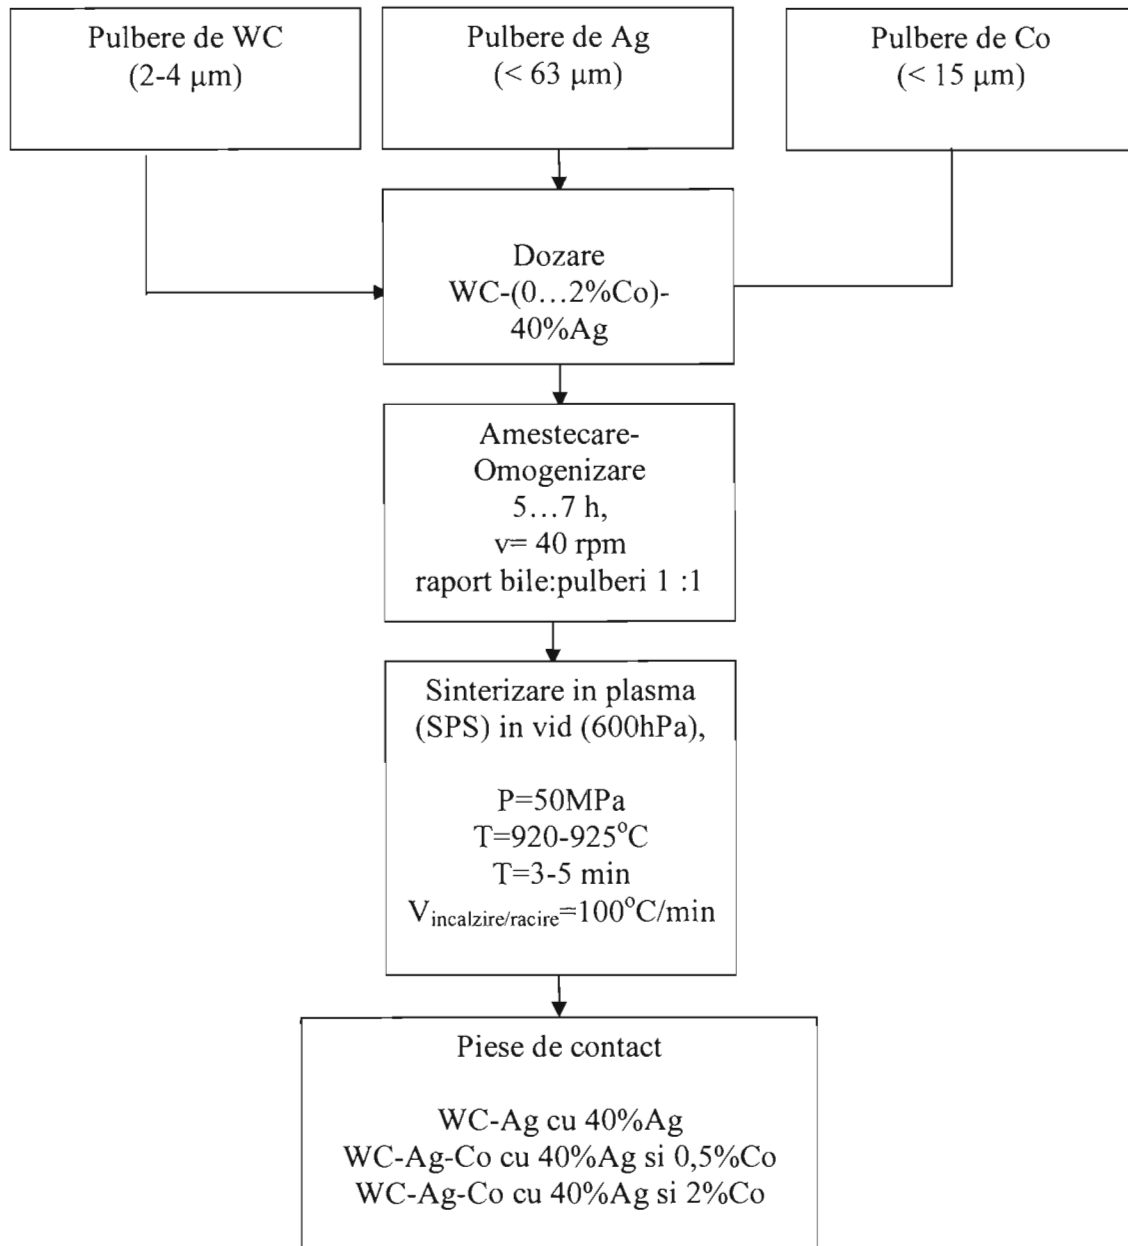 Pulbere de WC
(2-4 μm)
Pulbere de Ag
(< 63 μm)
Pulbere de Co
(< 15 μm)
Dozare
WC-(0…2%Co)-
40%Ag
Amestecare-
Omogenizare
5…7 h,
v= 40 rpm
raport bile:pulberi 1 :1
Sinterizare in plasma
(SPS) in vid (600hPa),
P=50MPa
T=920-925°C
T=3-5 min
Vincalzire/racire=100°C/min
Piese de contact
WC-Ag cu 40%Ag
WC-Ag-Co cu 40%Ag si 0,5%Co
WC-Ag-Co cu 40%Ag si 2%Co